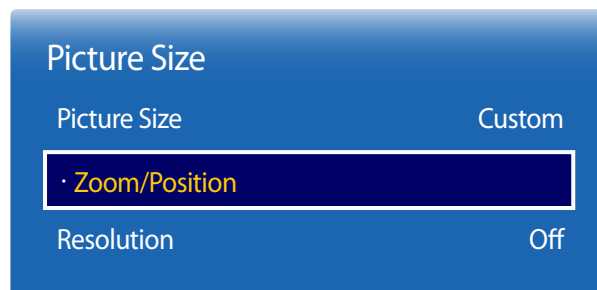 Picture Size
Picture Size Custom
· Zoom/Position
Resolution Off